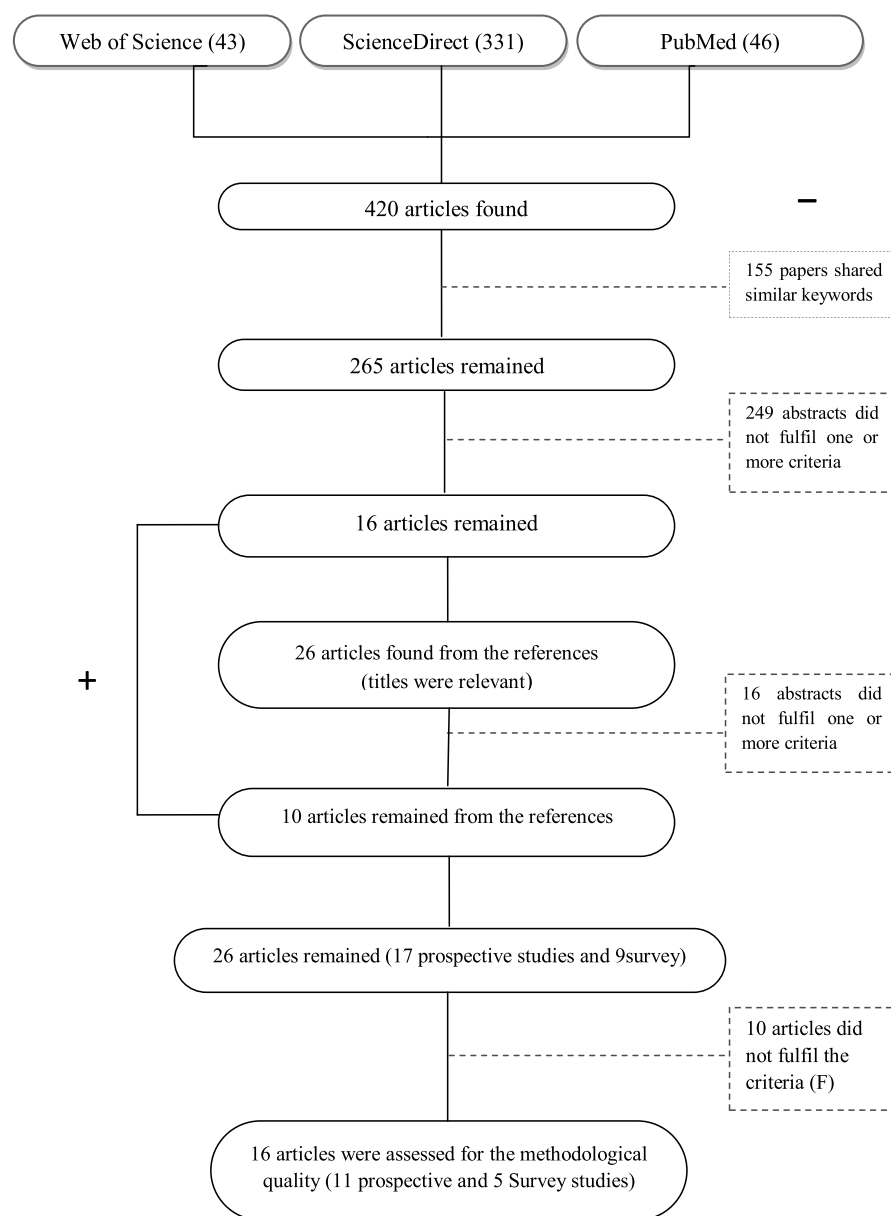 Web of Science (43)
ScienceDirect (331)
PubMed (46)
420 articles found
–
155 papers shared
similar keywords
265 articles remained
249 abstracts did
not fulfil one or
more criteria
16 articles remained
26 articles found from the references
(titles were relevant)
+
16 abstracts did
not fulfil one or
more criteria
10 articles remained from the references
26 articles remained (17 prospective studies and 9survey)
10 articles did
not fulfil the
criteria (F)
16 articles were assessed for the methodological
quality (11 prospective and 5 Survey studies)